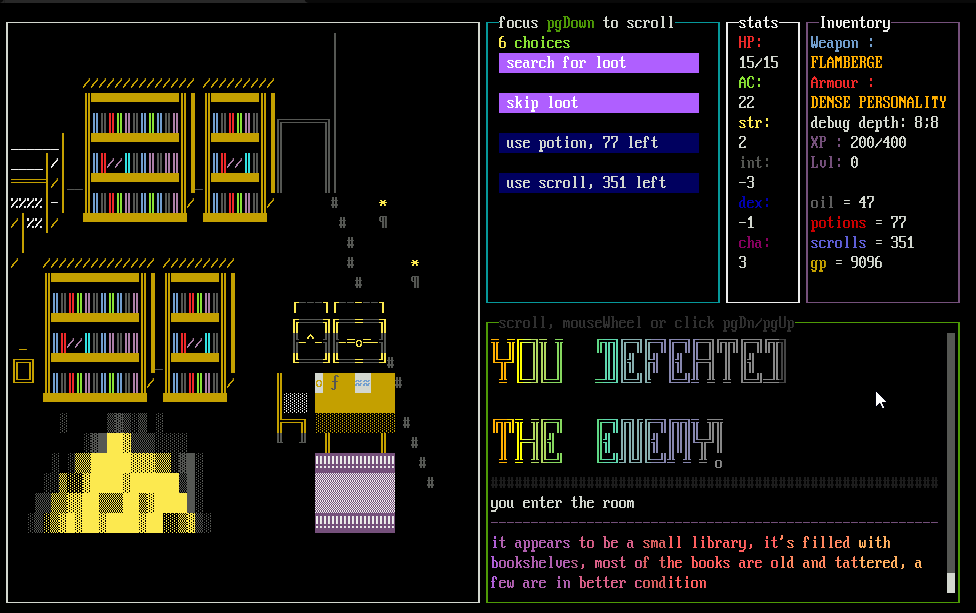 focus pgDown to scroll
6 choices
search for loot
skip loot
use potion, 77 left
use scroll, 351 left
stats
HP:
15/15
AC:
22
str:
2
int:
-3
dex:
-1
cha:
3
Inventory
Weapon :
FLAMBERGE
Armour :
DENSE PERSONALITY
debug depth: 8;8
XP : 200/400
Lvl: 0
oil = 47
potions = 77
scrolls = 351
gp = 9096
scroll, mouseWheel or click pgDn/pgUp
YOU DEFEATED
THE ENEMY.
you enter the room
it appears to be a small library, it's filled with
bookshelves, most of the books are old and tattered, a
few are in better condition